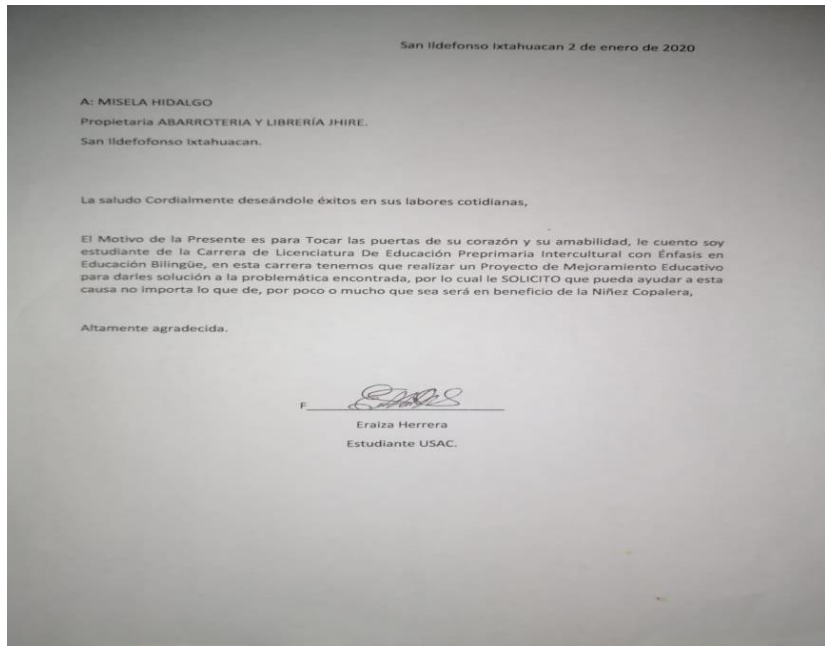 San Ildefonso Ixtahuacan 2 de enero de 2020
A: MISELA HIDALGO
Propietaria ABARROTERIA Y LIBRERÍA JHIRE.
San Ildefofonso Ixtahuacan.
La saludo Cordialmente deseándole éxitos en sus labores cotidianas,
El Motivo de la Presente es para Tocar las puertas de su corazón y su amabilidad, le cuento soy
estudiante de la Carrera de Licenciatura De Educación Preprimaria Intercultural con Énfasis en
Educación Bilingüe, en esta carrera tenemos que realizar un Proyecto de Mejoramiento Educativo
para darles solución a la problemática encontrada, por lo cual le SOLICITO que pueda ayudar a esta
causa no importa lo que de, por poco o mucho que sea será en beneficio de la Niñez Copalera,
Altamente agradecida.
F
Eraiza Herrera
Estudiante USAC.